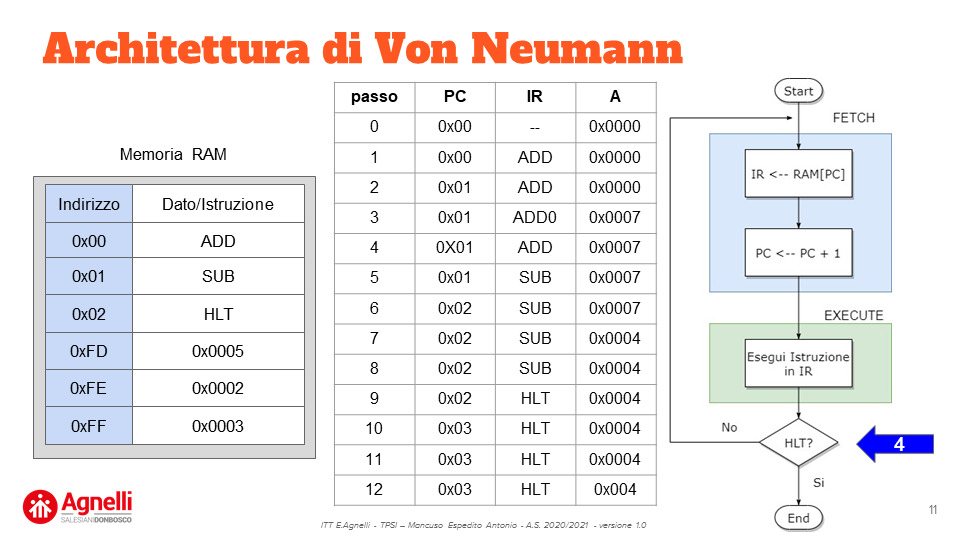 Architettura di Von Neumann
Memoria RAM
Indirizzo Dato/Istruzione
0x00 ADD
0x01 SUB
0x02 HLT
0xFD 0x0005
0xFE 0x0002
0xFF 0x0003
passo PC IR A
0 0x00 -- 0x0000
1 0x00 ADD 0x0000
2 0x01 ADD 0x0000
3 0x01 ADD0 0x0007
4 0X01 ADD 0x0007
5 0x01 SUB 0x0007
6 0x02 SUB 0x0007
7 0x02 SUB 0x0004
8 0x02 SUB 0x0004
9 0x02 HLT 0x0004
10 0x03 HLT 0x0004
11 0x03 HLT 0x0004
12 0x03 HLT 0x004
Start
FETCH
IR <-- RAM[PC]
PC <-- PC + 1
EXECUTE
Esegui Istruzione
in IR
No
HLT?
4
Si
End
Agnelli
SALESIANIDONBOSCO
ITT E.Agnelli - TPSI – Mancuso Espedito Antonio - A.S. 2020/2021 - versione 1.0
11